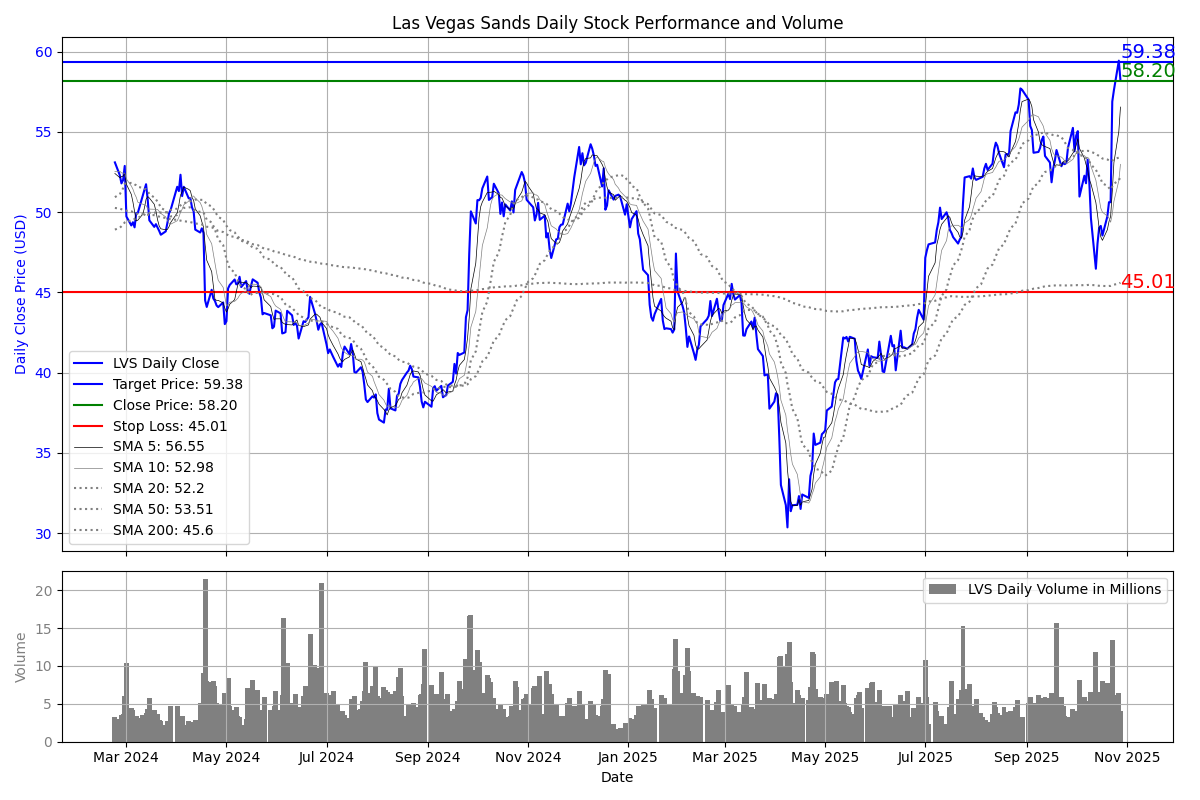 Las Vegas Sands Daily Stock Performance and Volume
Daily Close Price (USD)
60
55
50
45
40
35
30
59.38
58.20
45.01
LVS Daily Close
Target Price: 59.38
Close Price: 58.20
Stop Loss: 45.01
SMA 5: 56.55
SMA 10: 52.98
SMA 20: 52.2
SMA 50: 53.51
SMA 200: 45.6
Volume
20
15
10
5
0
LVS Daily Volume in Millions
Mar 2024 May 2024 Jul 2024 Sep 2024 Nov 2024 Jan 2025 Mar 2025 May 2025 Jul 2025 Sep 2025 Nov 2025
Date